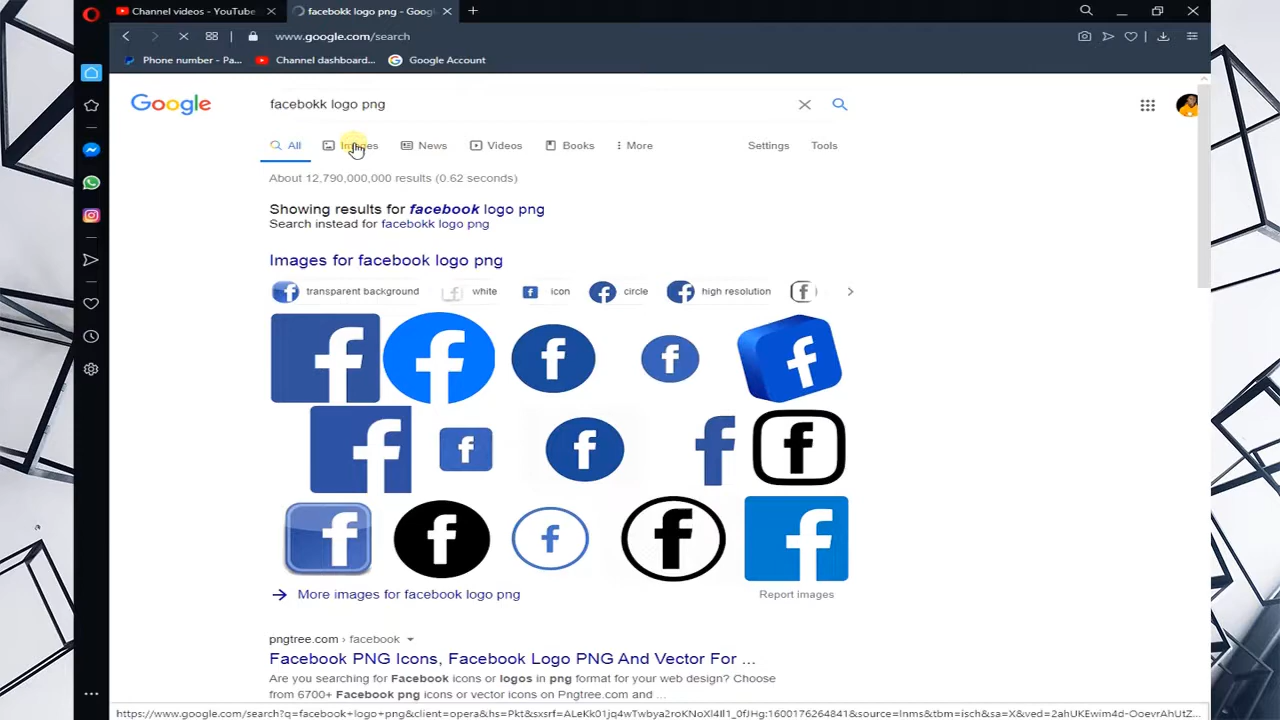 Channel videos - YouTube
facebokk logo png - Googl
www.google.com/search
Phone number - Pa...
Channel dashboard...
Google Account
Google
facebokk logo png
All
Images
News
Videos
Books
More
Settings
Tools
About 12,790,000,000 results (0.62 seconds)
Showing results for facebook logo png
Search instead for facebokk logo png
Images for facebook logo png
transparent background
white
icon
circle
high resolution
More images for facebook logo png
Report images
pngtree.com › facebook
Facebook PNG Icons, Facebook Logo PNG And Vector For ...
Are you searching for Facebook icons or logos in png format for your web design? Choose
from 6700+ Facebook png icons or vector icons on Pngtree.com and ...